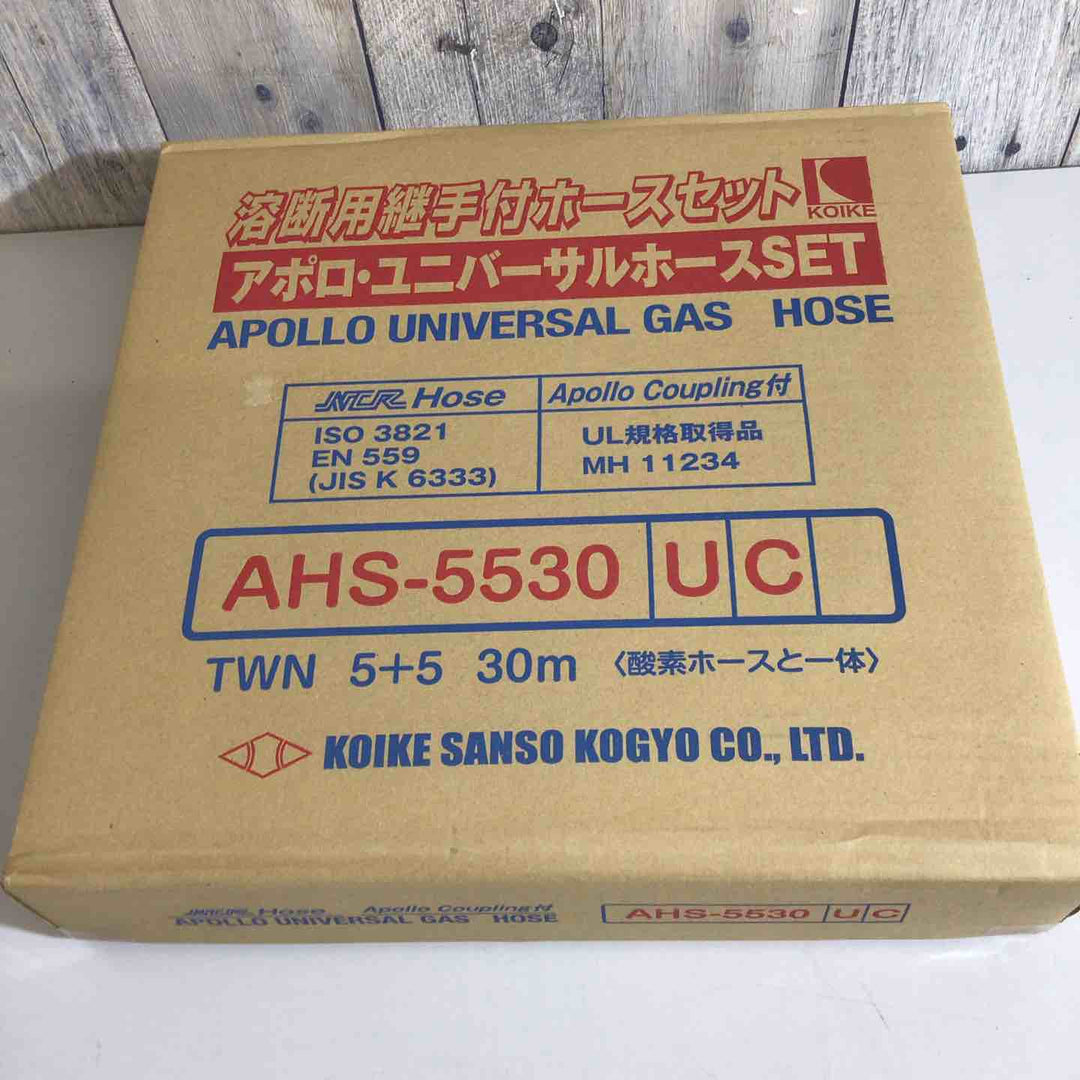 溶断用継手付ホースセット
K
KOIKE
アポロ・ユニバーサルホースSET
APOLLO UNIVERSAL GAS HOSE
NCR Hose
Apollo Coupling付
ISO 3821
EN 559
(JIS K 6333)
UL規格取得品
MH 11234
AHS-5530 U C
TWN 5+5 30m 〈酸素ホースと一体〉
KOIKE SANSO KOGYO CO., LTD.
NCR Hose Apollo Coupling付
APOLLO UNIVERSAL GAS HOSE
AHS-5530 U C